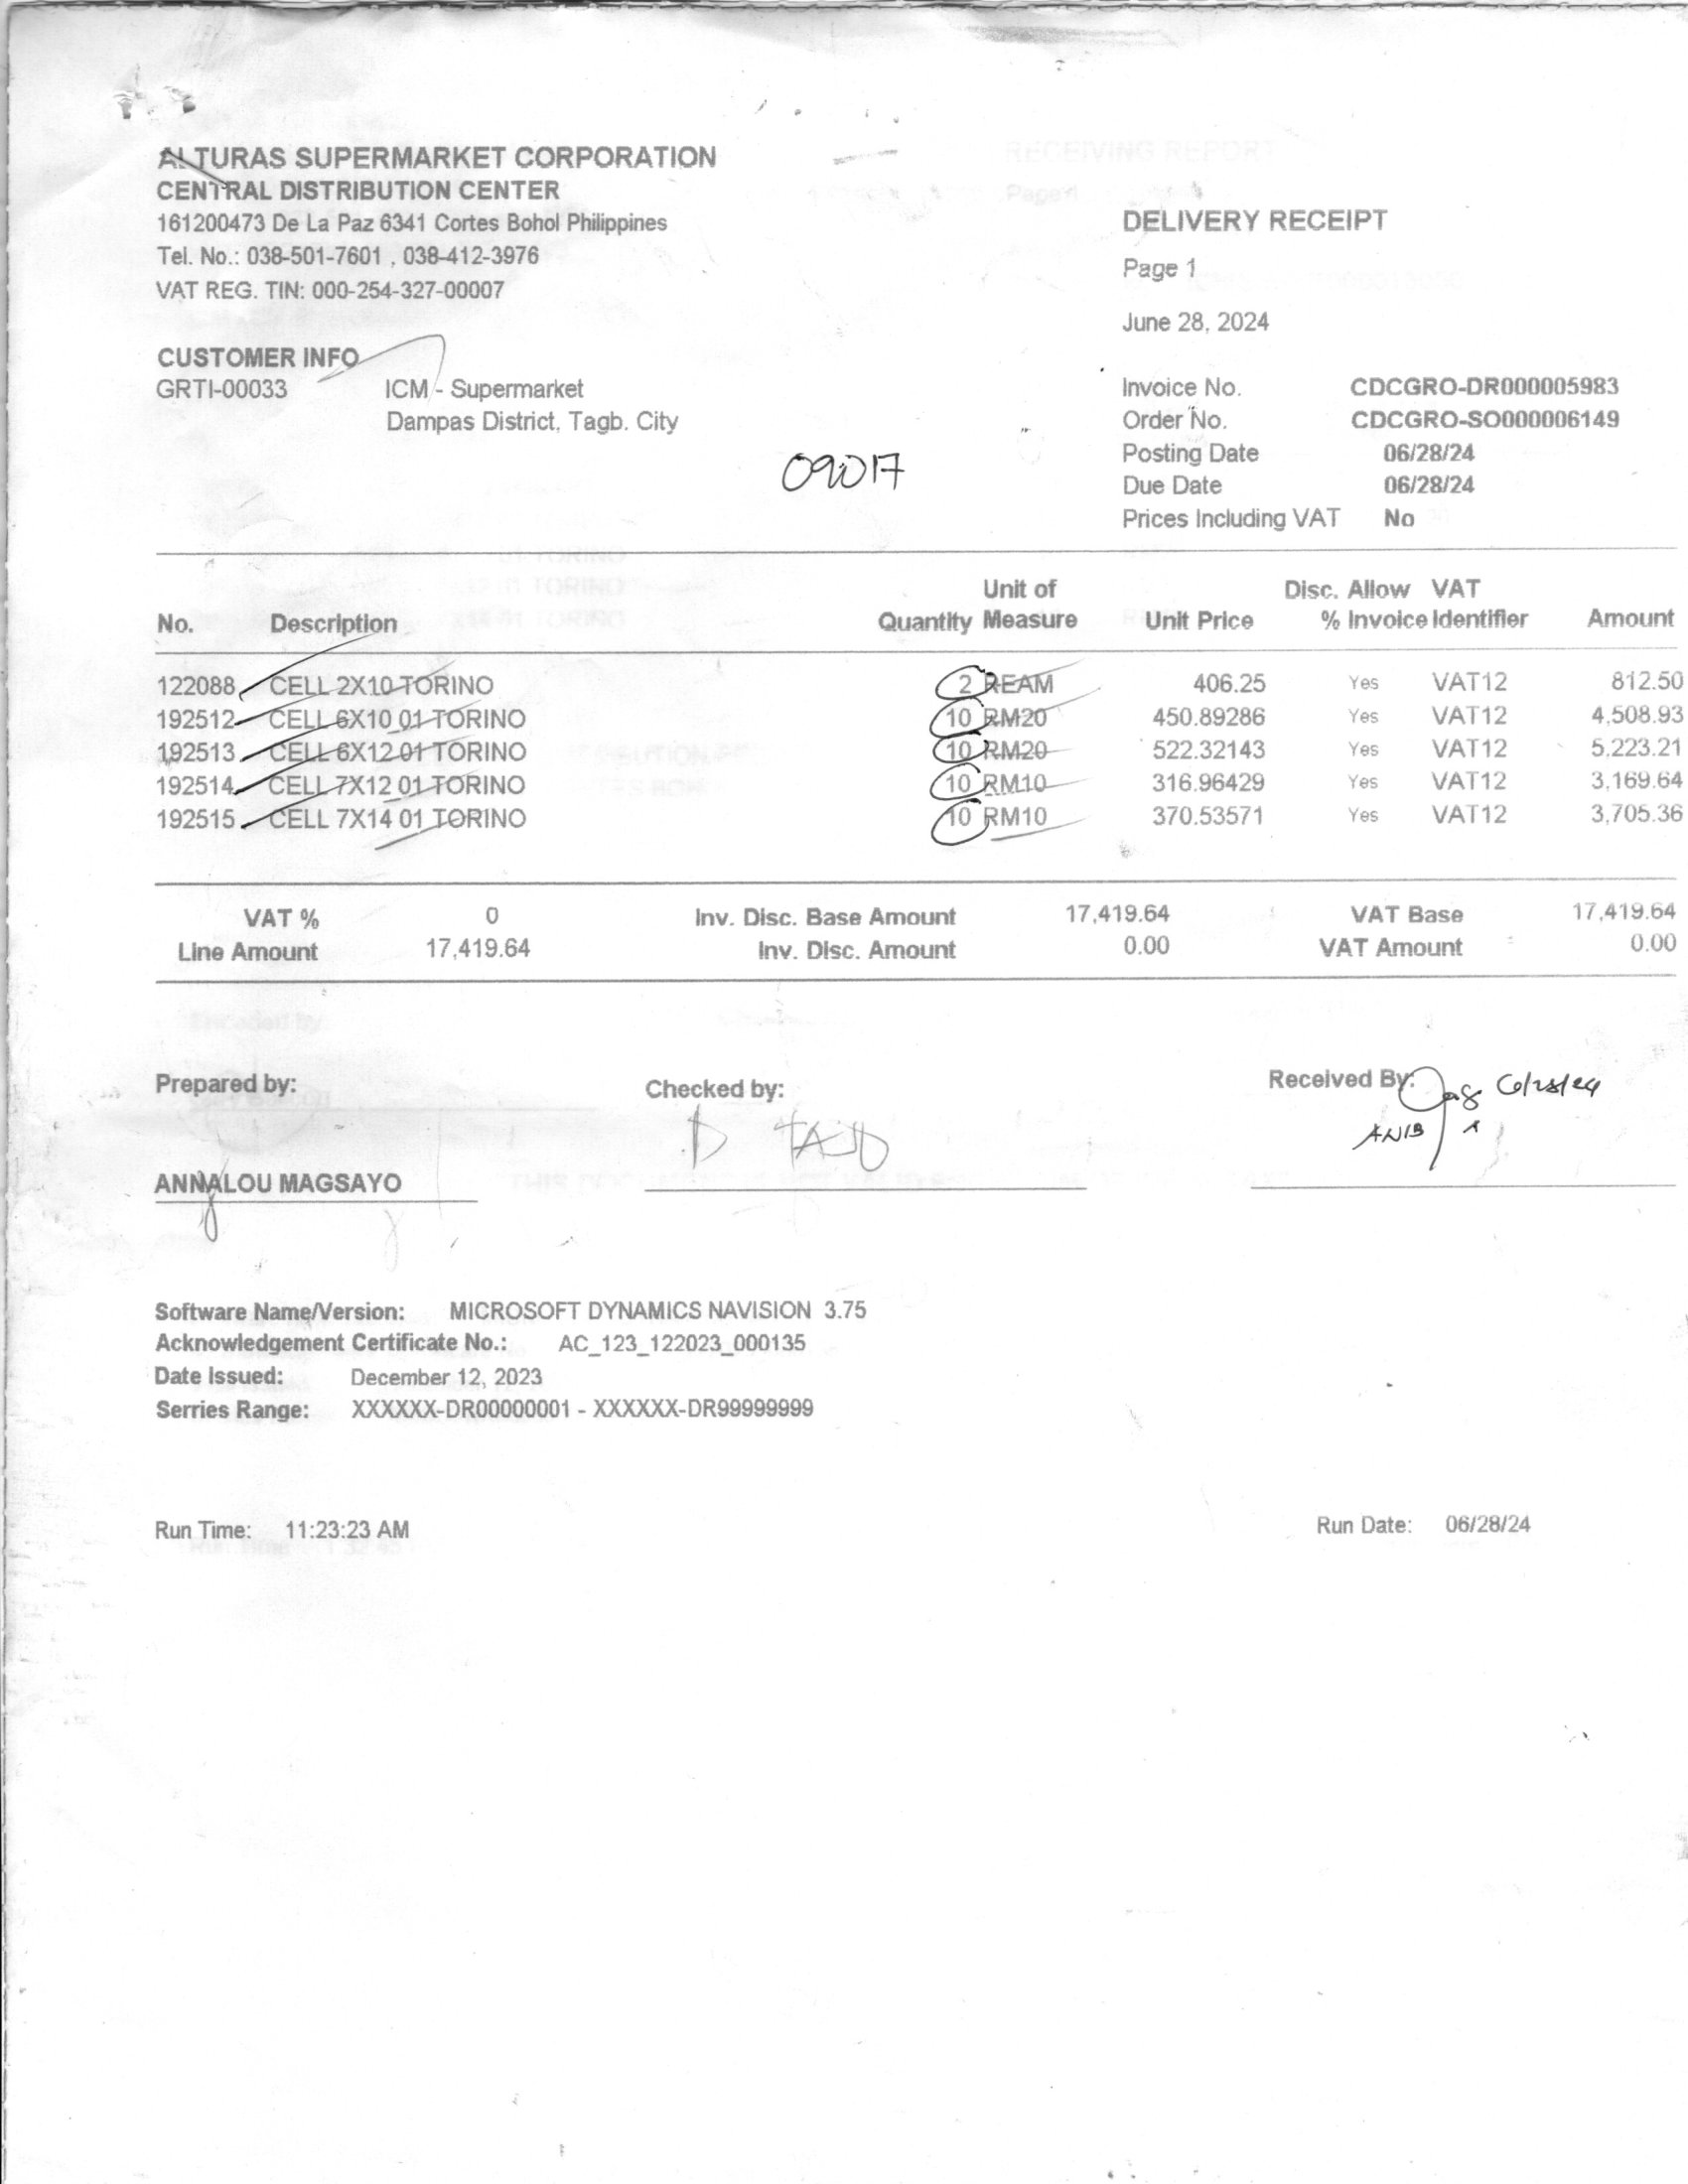 ALTURAS SUPERMARKET CORPORATION
CENTRAL DISTRIBUTION CENTER
161200473 De La Paz 6341 Cortes Bohol Philippines
Tel. No.: 038-501-7601 , 038-412-3976
VAT REG. TIN: 000-254-327-00007
DELIVERY RECEIPT
Page 1
June 28, 2024
CUSTOMER INFO
GRTI-00033 ICM - Supermarket
Dampas District, Tagb. City
Invoice No. CDCGRO-DR000005983
Order No. CDCGRO-SO000006149
Posting Date 06/28/24
Due Date 06/28/24
Prices Including VAT No
09017
No. Description Quantity Unit of Measure Unit Price Disc. % Allow Invoice VAT Identifier Amount
122088 CELL 2X10 TORINO 2 REAM 406.25 Yes VAT12 812.50
192512 CELL 6X10 01 TORINO 10 RM20 450.89286 Yes VAT12 4,508.93
192513 CELL 6X12 01 TORINO 10 RM20 522.32143 Yes VAT12 5,223.21
192514 CELL 7X12 01 TORINO 10 RM10 316.96429 Yes VAT12 3,169.64
192515 CELL 7X14 01 TORINO 10 RM10 370.53571 Yes VAT12 3,705.36
VAT % 0 Inv. Disc. Base Amount 17,419.64 VAT Base 17,419.64
Line Amount 17,419.64 Inv. Disc. Amount 0.00 VAT Amount 0.00
Prepared by: Checked by: Received By: 6/28/24
ANNALOU MAGSAYO
Software Name/Version: MICROSOFT DYNAMICS NAVISION 3.75
Acknowledgement Certificate No.: AC_123_122023_000135
Date Issued: December 12, 2023
Serries Range: XXXXXX-DR00000001 - XXXXXX-DR99999999
Run Time: 11:23:23 AM Run Date: 06/28/24